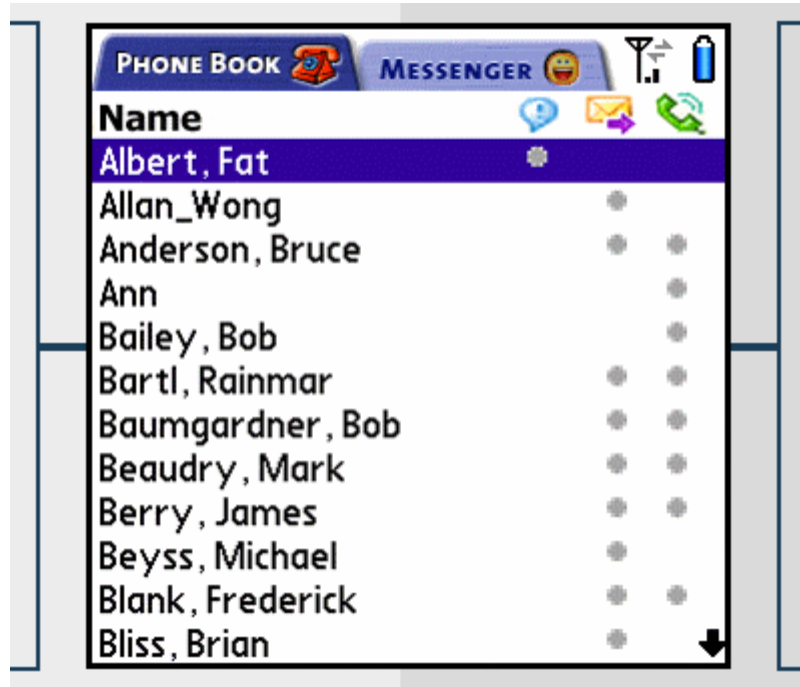 PHONE BOOK MESSENGER
Name
Albert, Fat
Allan_Wong
Anderson, Bruce
Ann
Bailey, Bob
Bartl, Rainmar
Baumgardner, Bob
Beaudry, Mark
Berry, James
Beyss, Michael
Blank, Frederick
Bliss, Brian